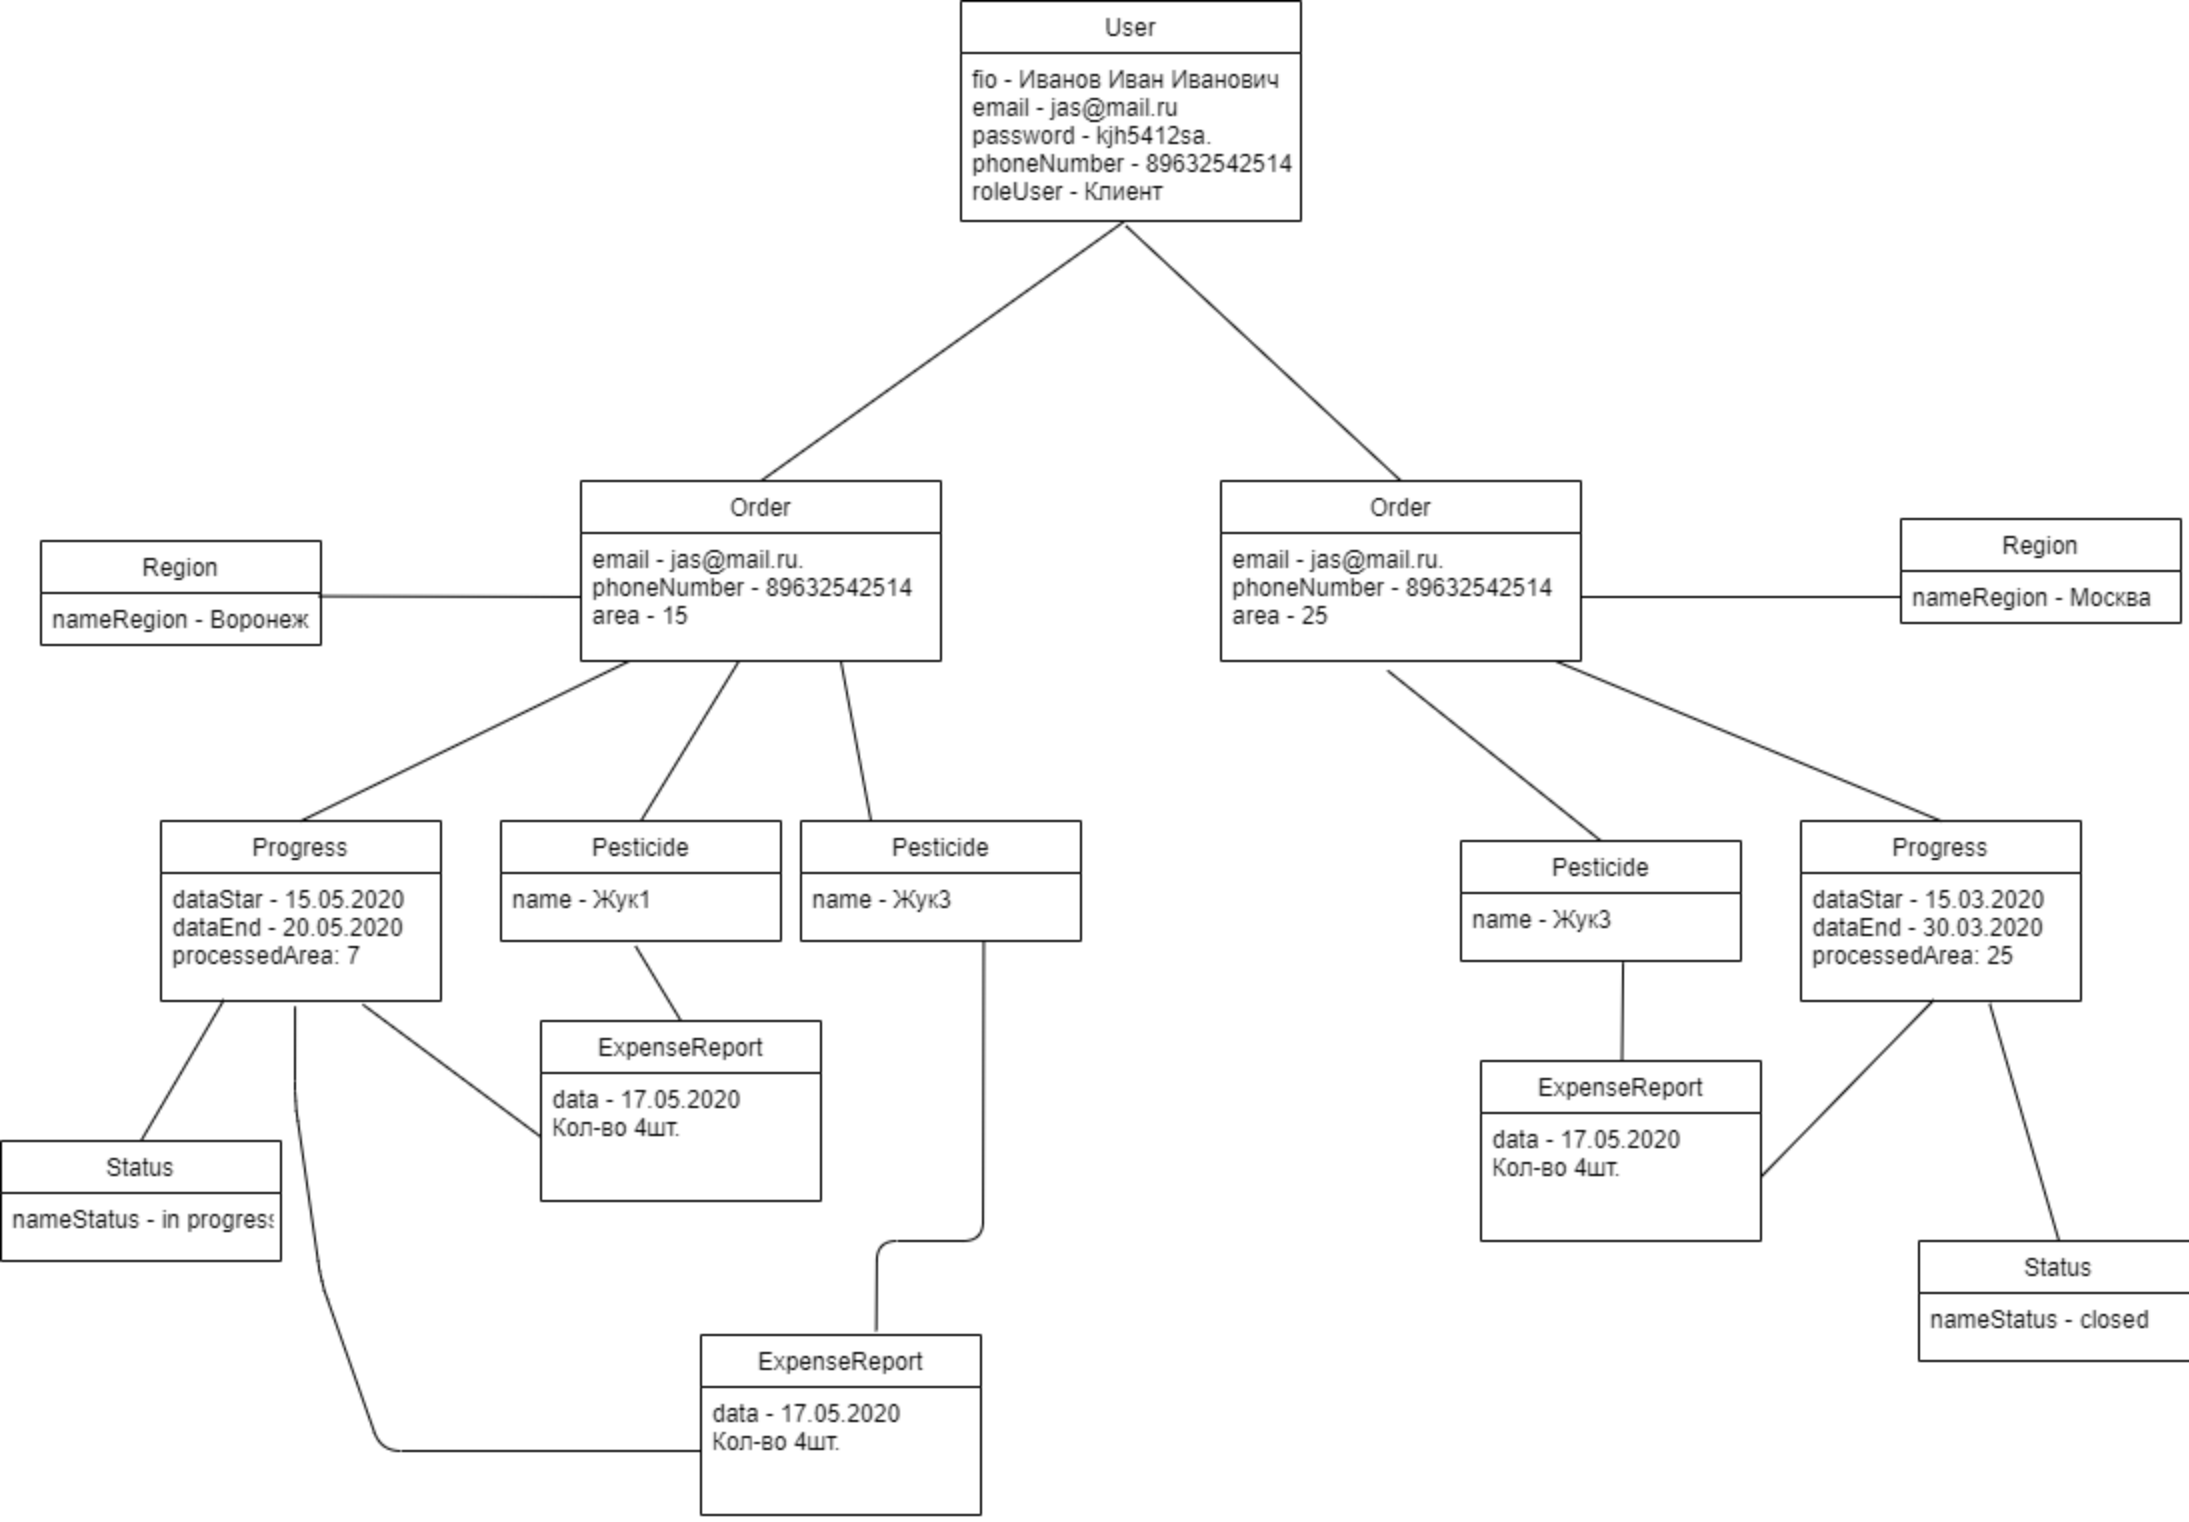 User
fio - Иванов Иван Иванович
email - jas@mail.ru
password - kjh5412sa.
phoneNumber - 89632542514
roleUser - Клиент
Order
email - jas@mail.ru.
phoneNumber - 89632542514
area - 15
Order
email - jas@mail.ru.
phoneNumber - 89632542514
area - 25
Region
nameRegion - Воронеж
Region
nameRegion - Москва
Progress
dataStar - 15.05.2020
dataEnd - 20.05.2020
processedArea: 7
Pesticide
name - Жук1
Pesticide
name - Жук3
Pesticide
name - Жук3
Progress
dataStar - 15.03.2020
dataEnd - 30.03.2020
processedArea: 25
ExpenseReport
data - 17.05.2020
Кол-во 4шт.
ExpenseReport
data - 17.05.2020
Кол-во 4шт.
Status
nameStatus - in progress
Status
nameStatus - closed
ExpenseReport
data - 17.05.2020
Кол-во 4шт.